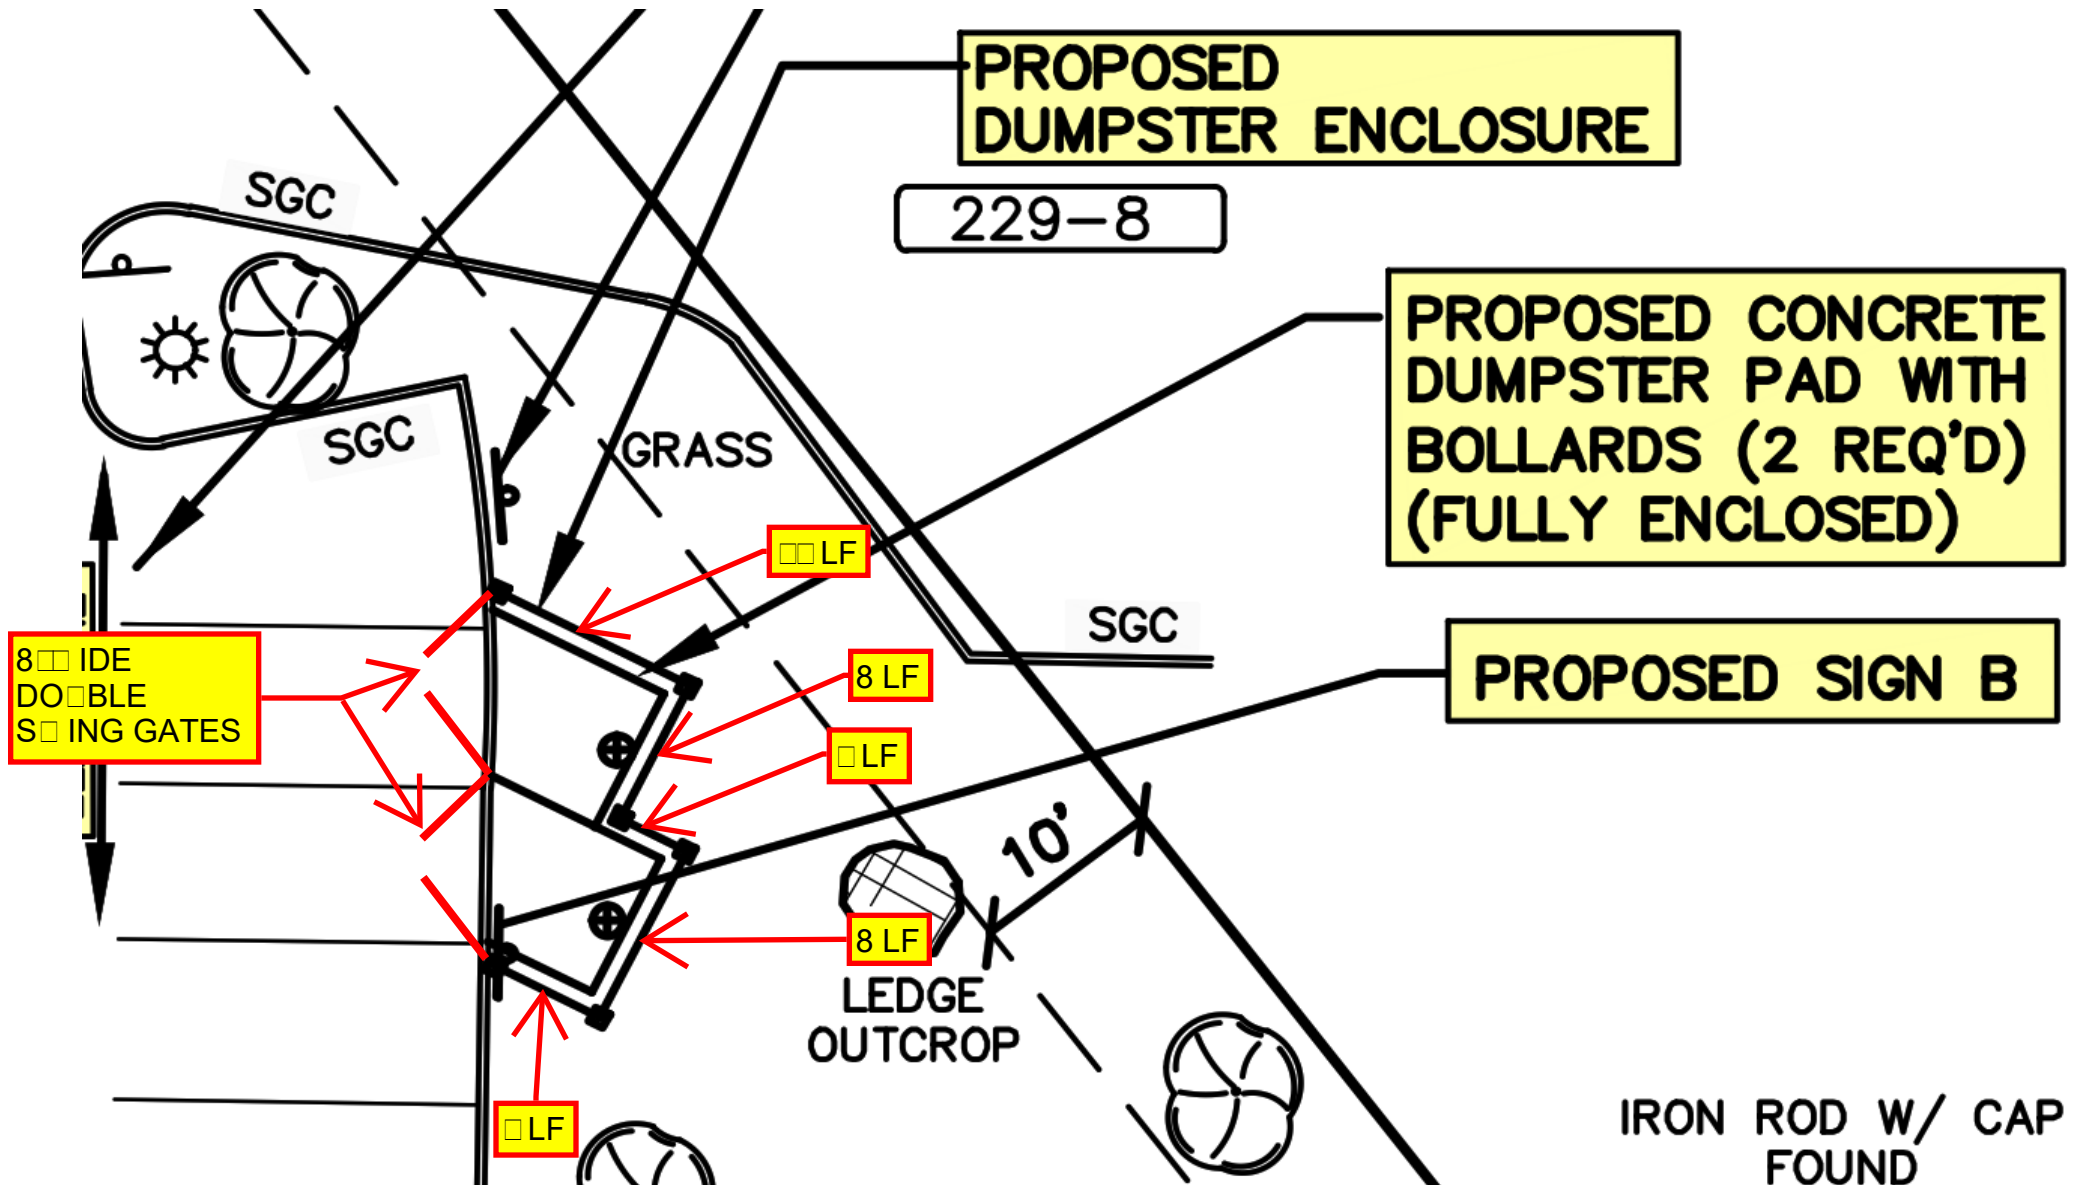 PROPOSED
DUMPSTER ENCLOSURE
229-8
SGC
SGC
GRASS
PROPOSED CONCRETE
DUMPSTER PAD WITH
BOLLARDS (2 REQ'D)
(FULLY ENCLOSED)
□□ LF
SGC
8□□ IDE
DO□BLE
S□ ING GATES
8 LF
PROPOSED SIGN B
□ LF
10'
8 LF
LEDGE
OUTCROP
□ LF
IRON ROD W/ CAP
FOUND